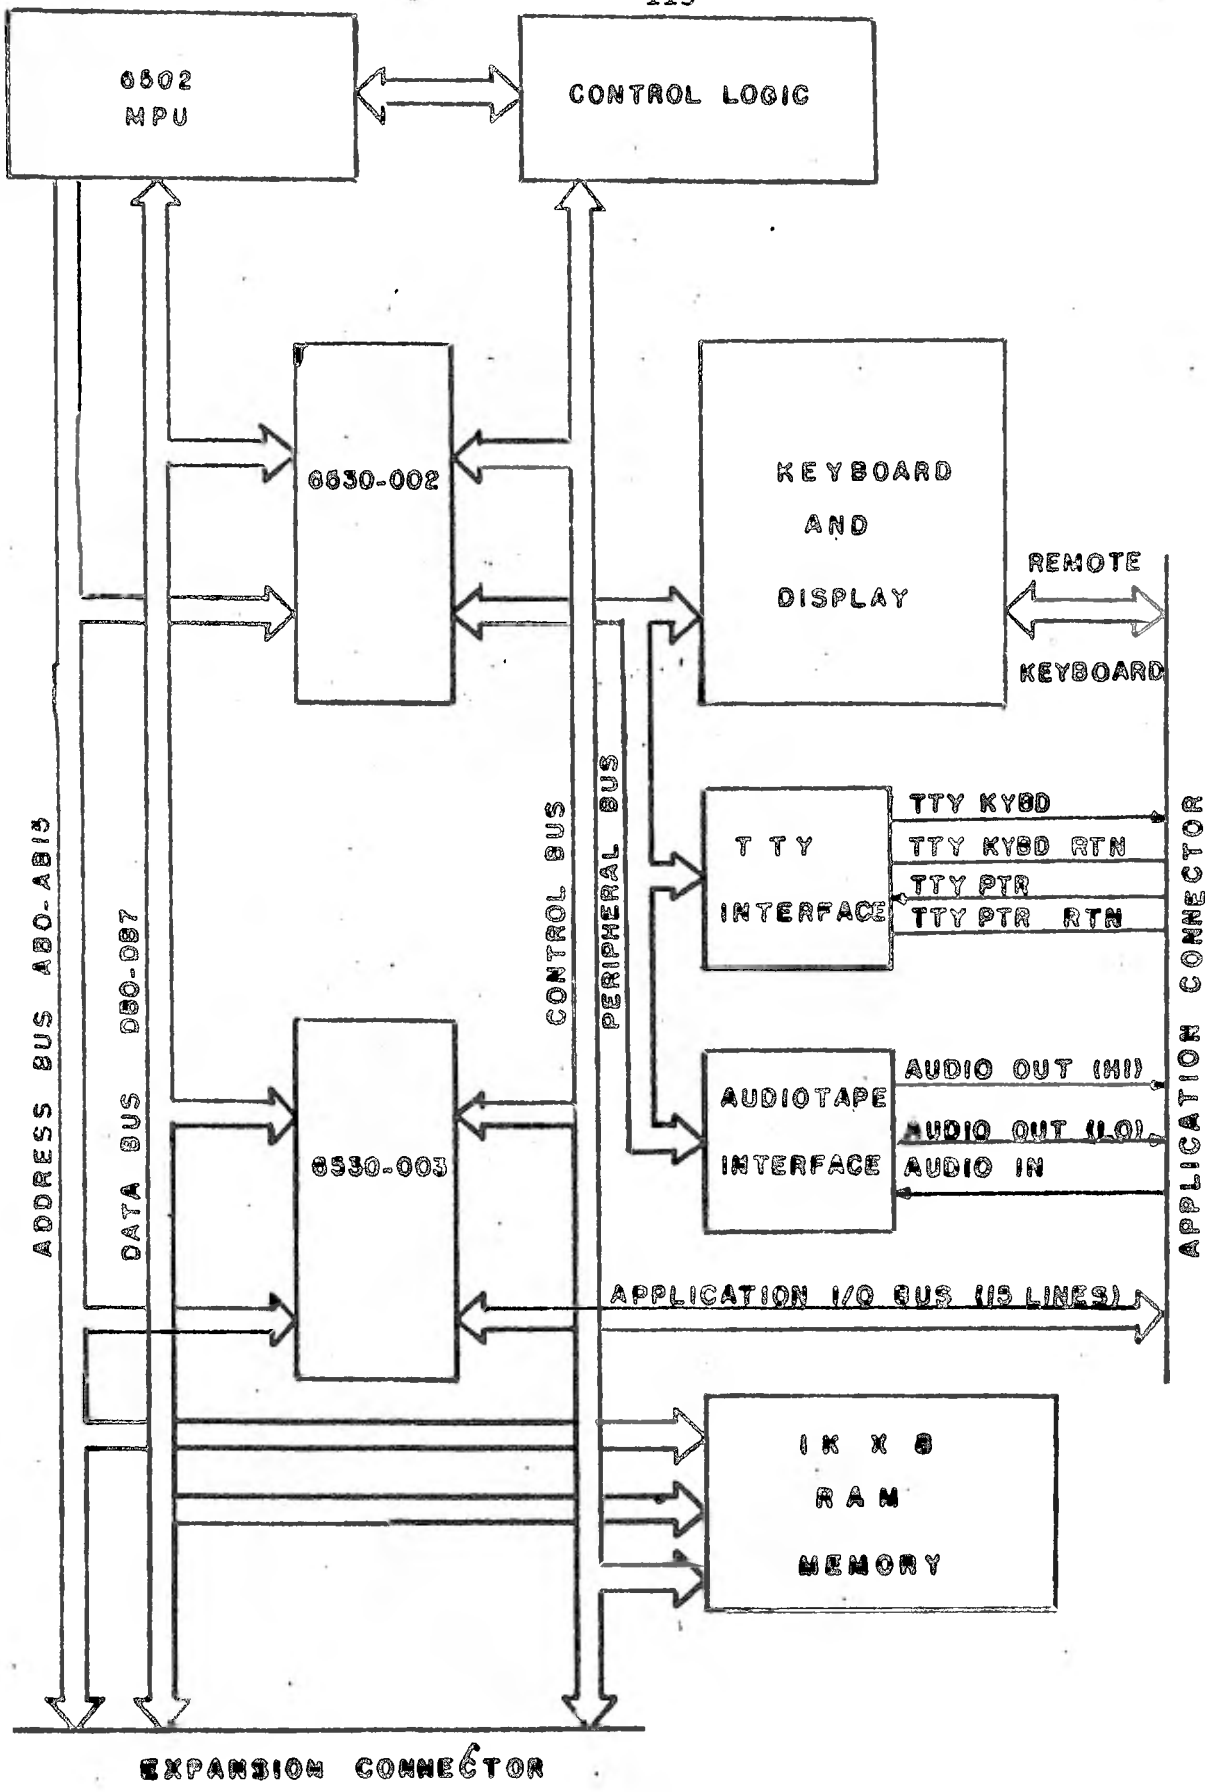 113
6502
MPU
CONTROL LOGIC
6530-002
KEYBOARD
AND
DISPLAY
REMOTE
KEYBOARD
ADDRESS BUS AB0-AB15
DATA BUS DB0-DB7
CONTROL BUS
PERIPHERAL BUS
TTY
INTERFACE
TTY KYBD
TTY KYBD RTN
TTY PTR
TTY PTR RTN
APPLICATION CONNECTOR
6530-003
AUDIOTAPE
INTERFACE
AUDIO OUT (HI)
AUDIO OUT (LO)
AUDIO IN
APPLICATION I/O BUS (15 LINES)
1K X 8
RAM
MEMORY
EXPANSION CONNECTOR